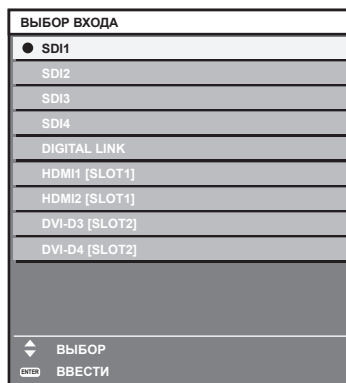 ВЫБОР ВХОДА
SDI1
SDI2
SDI3
SDI4
DIGITAL LINK
HDMI1 [SLOT1]
HDMI2 [SLOT1]
DVI-D3 [SLOT2]
DVI-D4 [SLOT2]
ВЫБОР
ENTER ВВЕСТИ